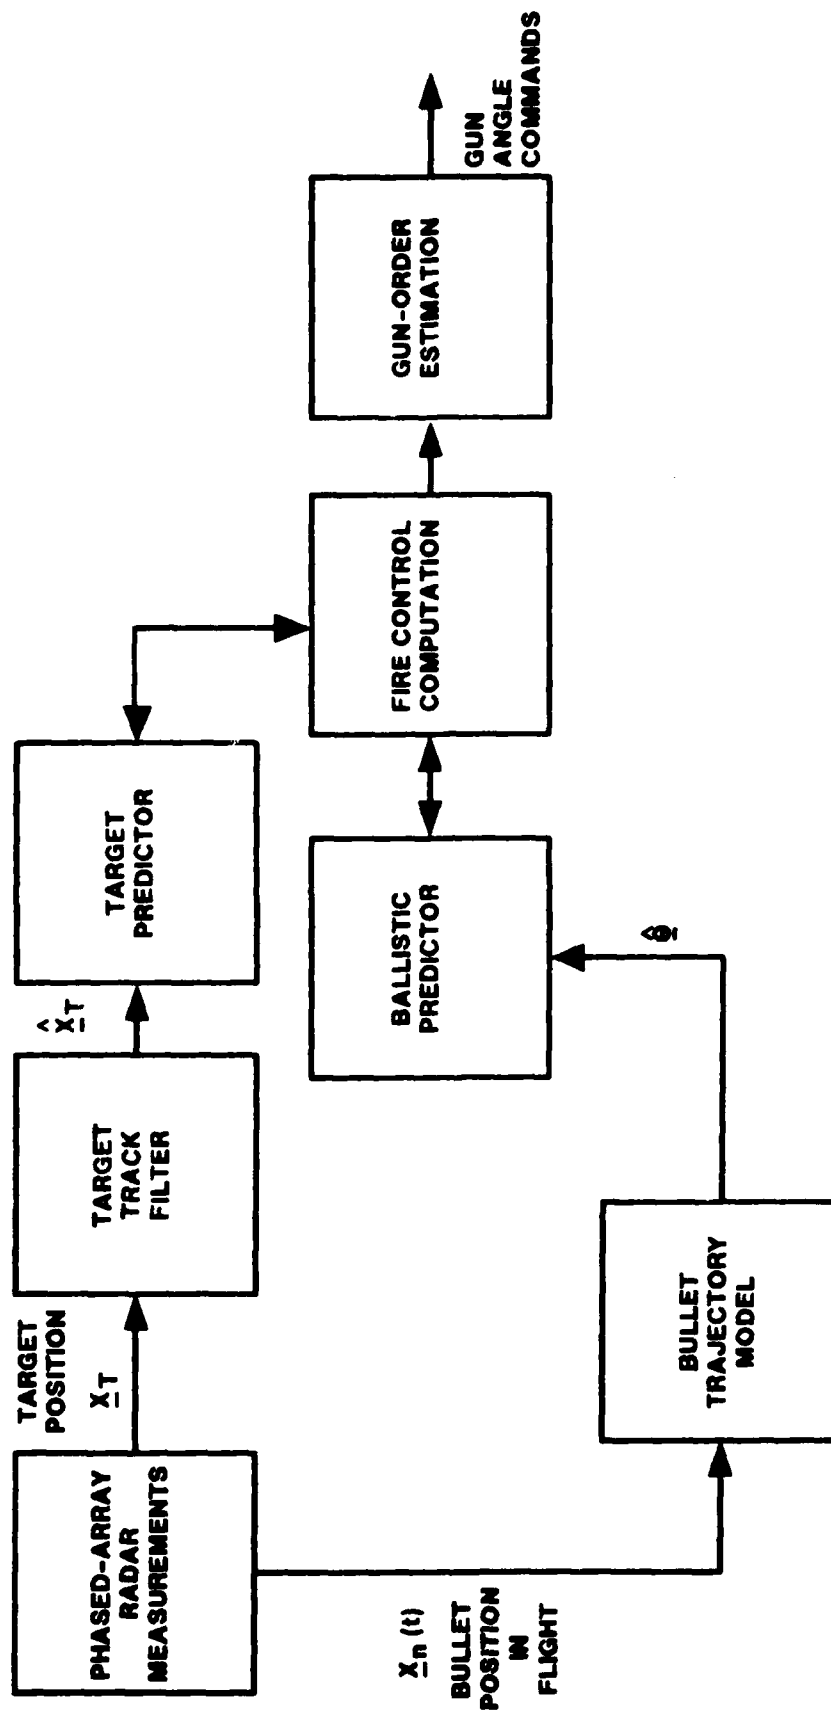 PHASED-ARRAY
RADAR
MEASUREMENTS
TARGET
POSITION
X_T
TARGET
TRACK
FILTER
X̂_T
TARGET
PREDICTOR
X_n(t)
BULLET
POSITION
IN
FLIGHT
BULLET
TRAJECTORY
MODEL
Θ̂
BALLISTIC
PREDICTOR
FIRE CONTROL
COMPUTATION
GUN-ORDER
ESTIMATION
GUN
ANGLE
COMMANDS